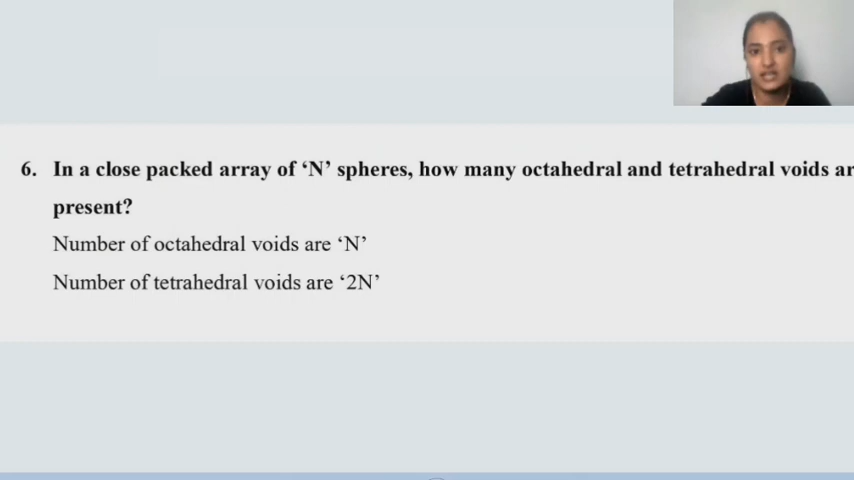 6. In a close packed array of ‘N’ spheres, how many octahedral and tetrahedral voids ar
present?
Number of octahedral voids are ‘N’
Number of tetrahedral voids are ‘2N’